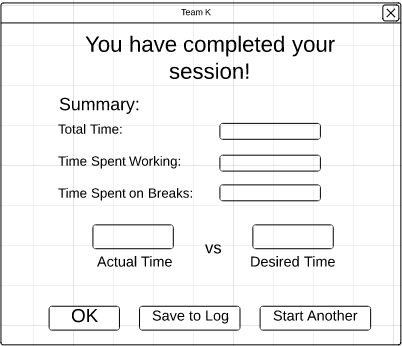 Team K
You have completed your
session!
Summary:
Total Time:
Time Spent Working:
Time Spent on Breaks:
vs
Actual Time
Desired Time
OK
Save to Log
Start Another